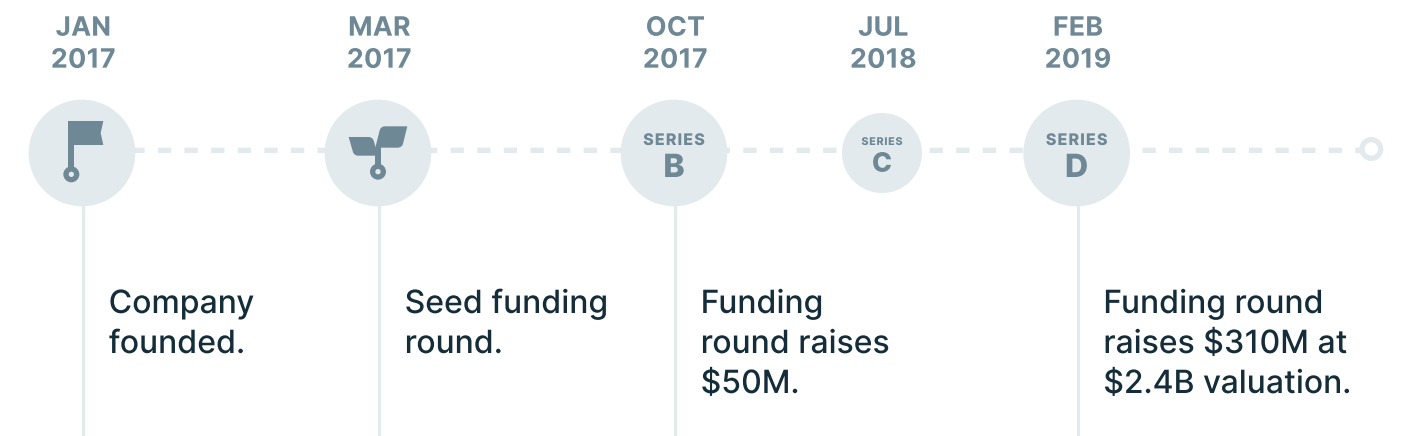 JAN
2017
MAR
2017
OCT
2017
JUL
2018
FEB
2019
SERIES
B
SERIES
C
SERIES
D
Company
founded.
Seed funding
round.
Funding
round raises
$50M.
Funding round
raises $310M at
$2.4B valuation.